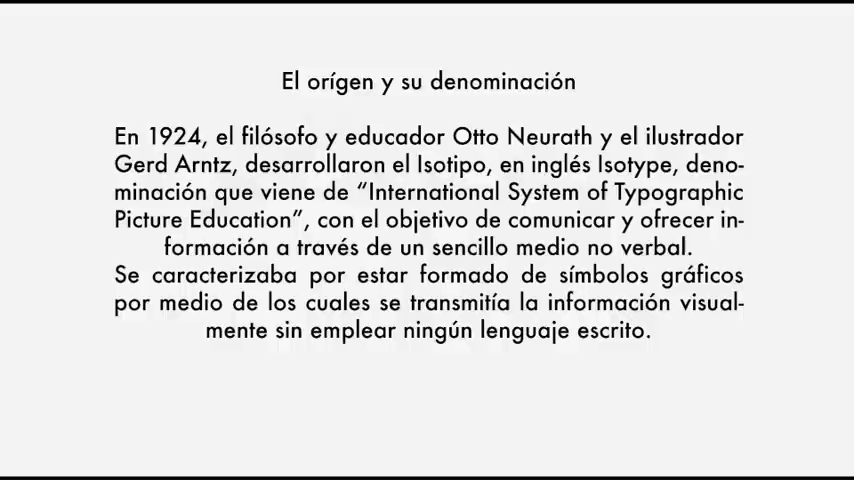 El orígen y su denominación
En 1924, el filósofo y educador Otto Neurath y el ilustrador
Gerd Arntz, desarrollaron el Isotipo, en inglés Isotype, deno-
minación que viene de “International System of Typographic
Picture Education”, con el objetivo de comunicar y ofrecer in-
formación a través de un sencillo medio no verbal.
Se caracterizaba por estar formado de símbolos gráficos
por medio de los cuales se transmitía la información visual-
mente sin emplear ningún lenguaje escrito.